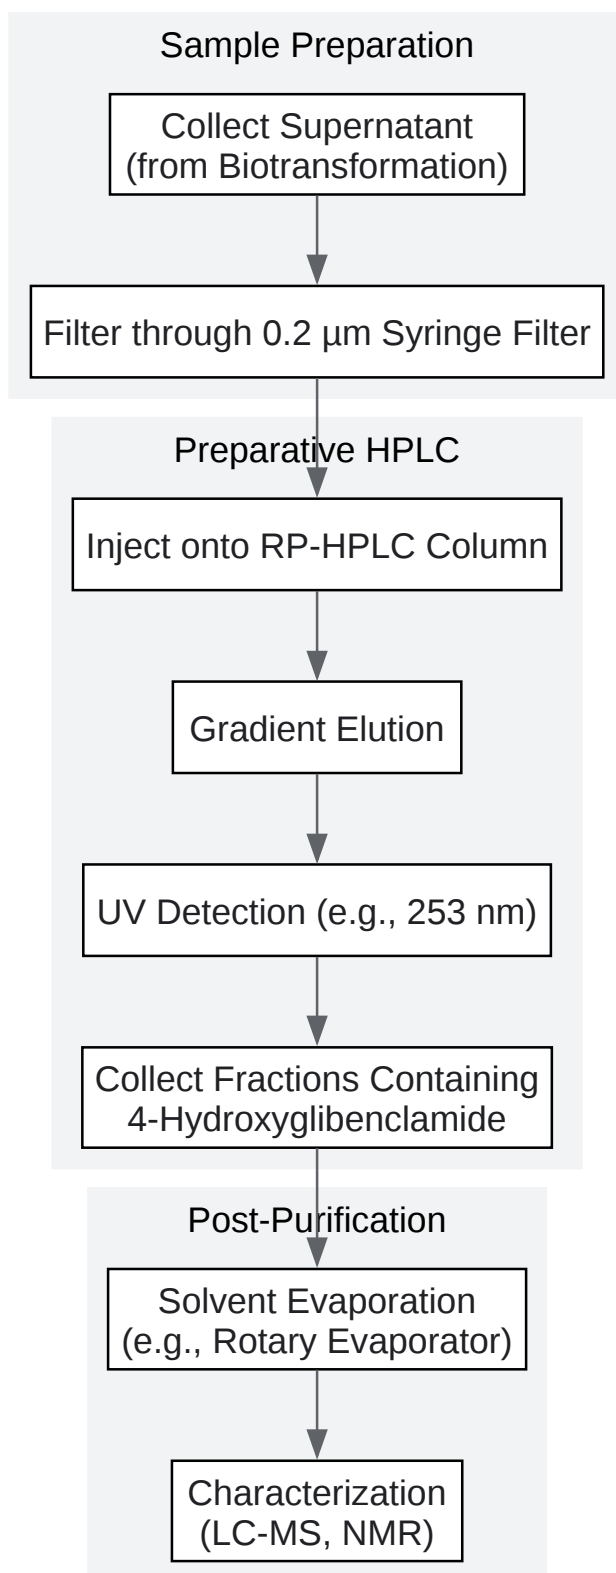 Sample Preparation
Collect Supernatant
(from Biotransformation)
Filter through 0.2 µm Syringe Filter
Preparative HPLC
Inject onto RP-HPLC Column
Gradient Elution
UV Detection (e.g., 253 nm)
Collect Fractions Containing
4-Hydroxyglibenclamide
Post-Purification
Solvent Evaporation
(e.g., Rotary Evaporator)
Characterization
(LC-MS, NMR)